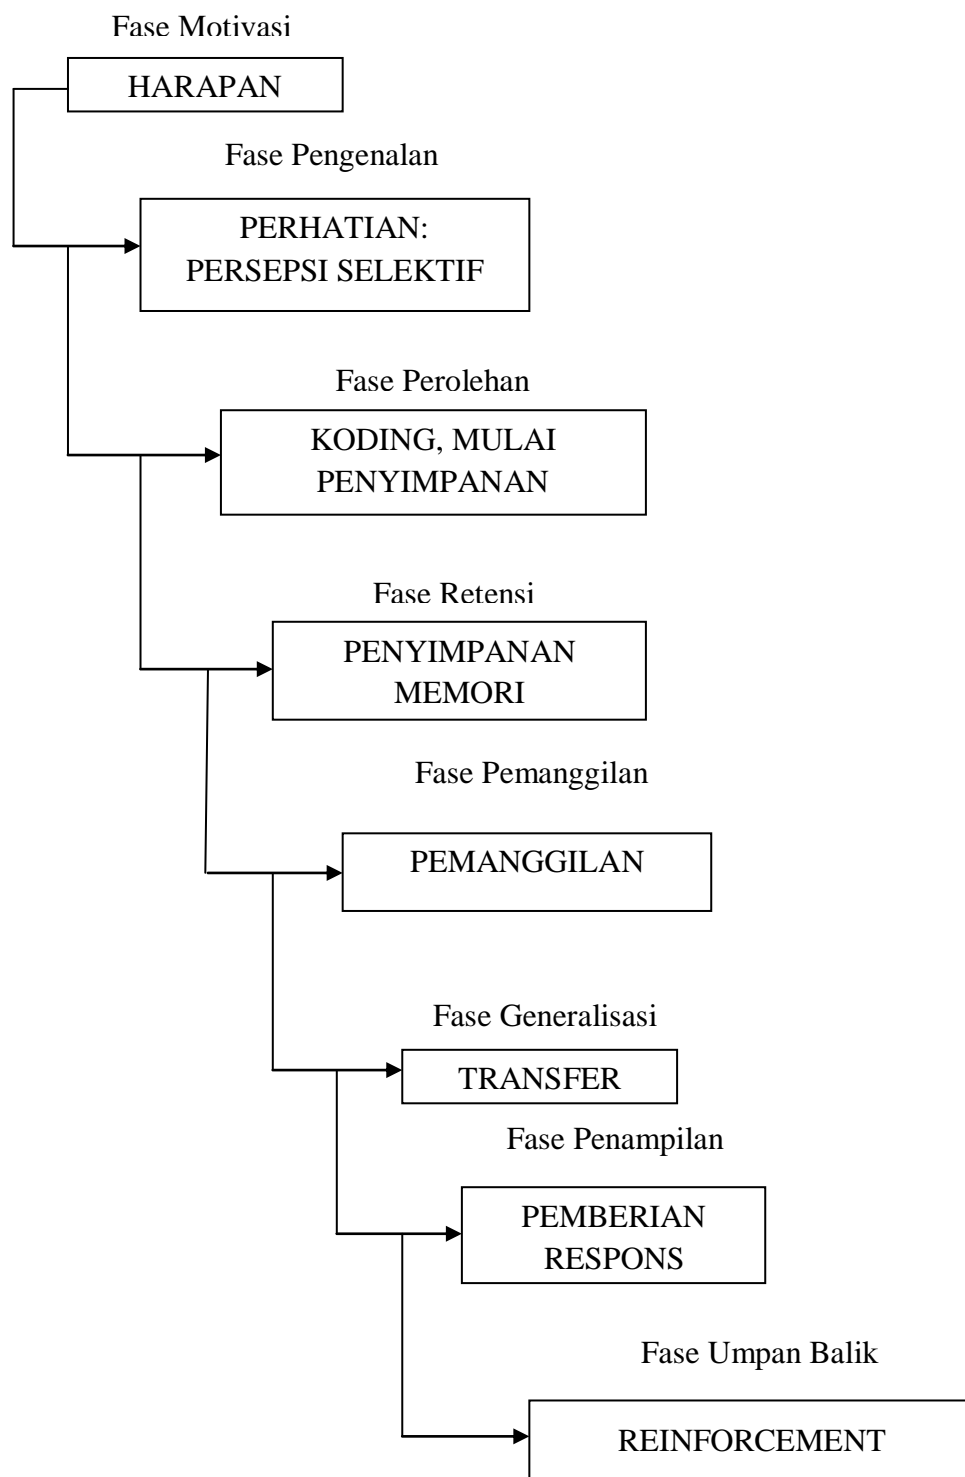 Fase Motivasi
HARAPAN
Fase Pengenalan
PERHATIAN:
PERSEPSI SELEKTIF
Fase Perolehan
KODING, MULAI
PENYIMPANAN
Fase Retensi
PENYIMPANAN
MEMORI
Fase Pemanggilan
PEMANGGILAN
Fase Generalisasi
TRANSFER
Fase Penampilan
PEMBERIAN
RESPONS
Fase Umpan Balik
REINFORCEMENT